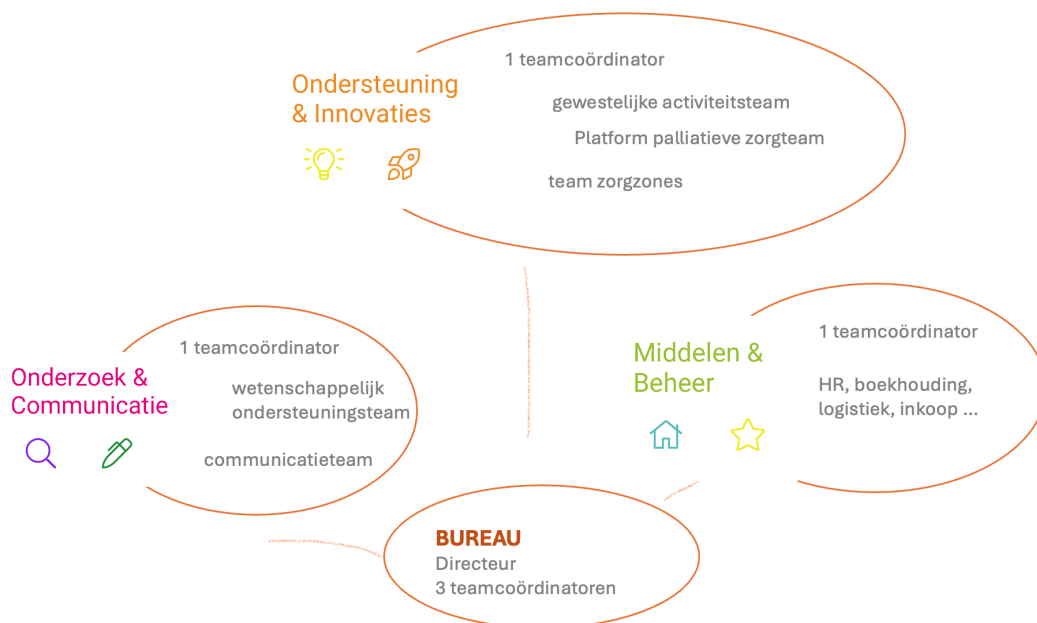 Ondersteuning
& Innovaties
1 teamcoördinator
gewestelijke activiteitsteam
Platform palliatieve zorgteam
team zorgzones
Onderzoek &
Communicatie
1 teamcoördinator
wetenschappelijk
ondersteuningsteam
communicatieteam
Middelen &
Beheer
1 teamcoördinator
HR, boekhouding,
logistiek, inkoop ...
BUREAU
Directeur
3 teamcoördinatoren